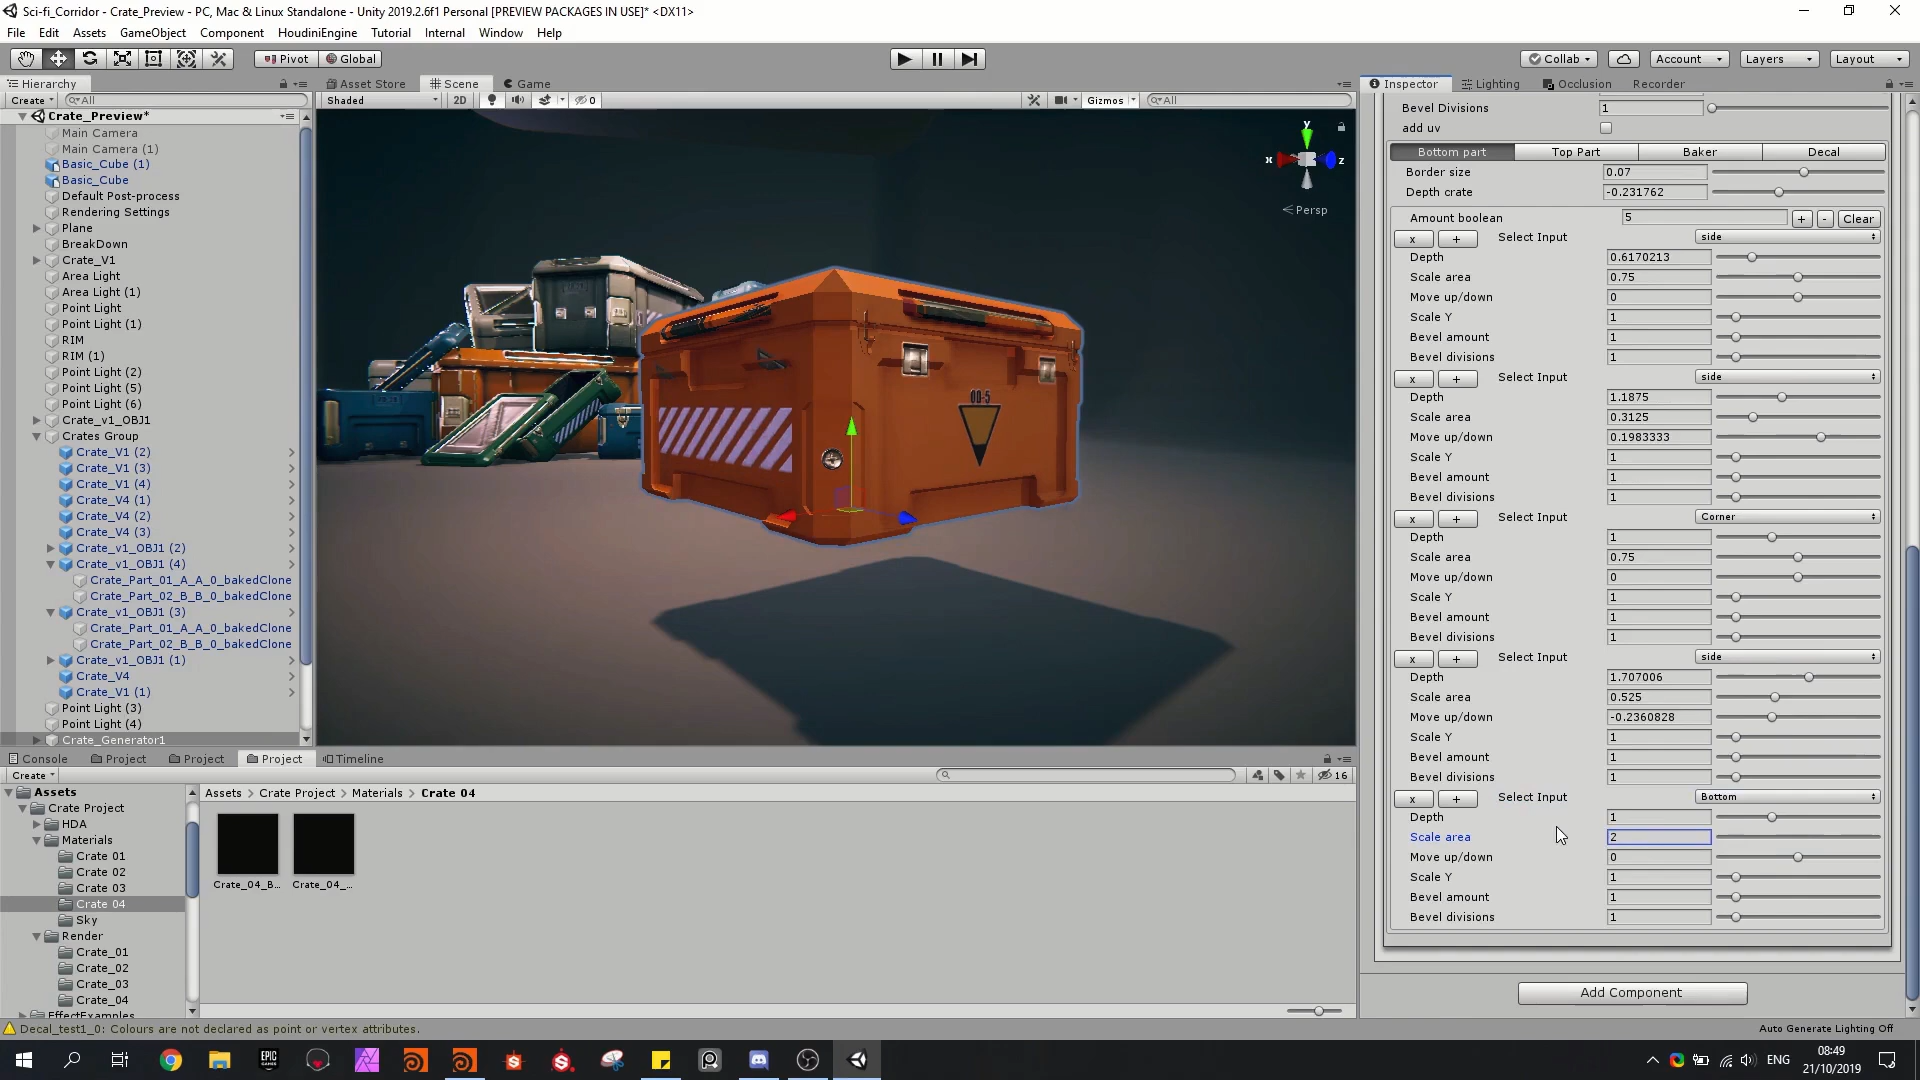 Sci-fi_Corridor - Crate_Preview - PC, Mac & Linux Standalone - Unity 2019.2.6f1 Personal [PREVIEW PACKAGES IN USE]* <DX11>
File Edit Assets GameObject Component HoudiniEngine Tutorial Internal Window Help
Pivot Global Collab Account Layers Layout
Hierarchy Asset Store Scene Game Inspector Lighting Occlusion Recorder
Create All Shaded 2D 0 Gizmos All
Crate_Preview*
Main Camera
Main Camera (1)
Basic_Cube (1)
Basic_Cube
Default Post-process
Rendering Settings
Plane
BreakDown
Crate_V1
Area Light
Area Light (1)
Point Light
Point Light (1)
RIM
RIM (1)
Point Light (2)
Point Light (5)
Point Light (6)
Crate_v1_OBJ1
Crates Group
Crate_V1 (2)
Crate_V1 (3)
Crate_V1 (4)
Crate_V4 (1)
Crate_V4 (2)
Crate_V4 (3)
Crate_v1_OBJ1 (2)
Crate_v1_OBJ1 (4)
Crate_Part_01_A_A_0_bakedClone
Crate_Part_02_B_B_0_bakedClone
Crate_v1_OBJ1 (3)
Crate_Part_01_A_A_0_bakedClone
Crate_Part_02_B_B_0_bakedClone
Crate_v1_OBJ1 (1)
Crate_V4
Crate_V1 (1)
Point Light (3)
Point Light (4)
Crate_Generator1
y
x z
Persp
OD-5
Bevel Divisions 1
add uv
Bottom part Top Part Baker Decal
Border size 0.07
Depth crate -0.231762
Amount boolean 5 + - Clear
x + Select Input side
Depth 0.6170213
Scale area 0.75
Move up/down 0
Scale Y 1
Bevel amount 1
Bevel divisions 1
x + Select Input side
Depth 1.1875
Scale area 0.3125
Move up/down 0.1983333
Scale Y 1
Bevel amount 1
Bevel divisions 1
x + Select Input Corner
Depth 1
Scale area 0.75
Move up/down 0
Scale Y 1
Bevel amount 1
Bevel divisions 1
x + Select Input side
Depth 1.707006
Scale area 0.525
Move up/down -0.2360828
Scale Y 1
Bevel amount 1
Bevel divisions 1
x + Select Input Bottom
Depth 1
Scale area 2
Move up/down 0
Scale Y 1
Bevel amount 1
Bevel divisions 1
Add Component
Console Project Project Project Timeline
Create 16
Assets
Crate Project
HDA
Materials
Crate 01
Crate 02
Crate 03
Crate 04
Sky
Render
Crate_01
Crate_02
Crate_03
Crate_04
EffectExamples
Assets > Crate Project > Materials > Crate 04
Crate_04_B... Crate_04_...
Decal_test1_0: Colours are not declared as point or vertex attributes.
Auto Generate Lighting Off
EPIC GAMES
ENG 08:49
21/10/2019